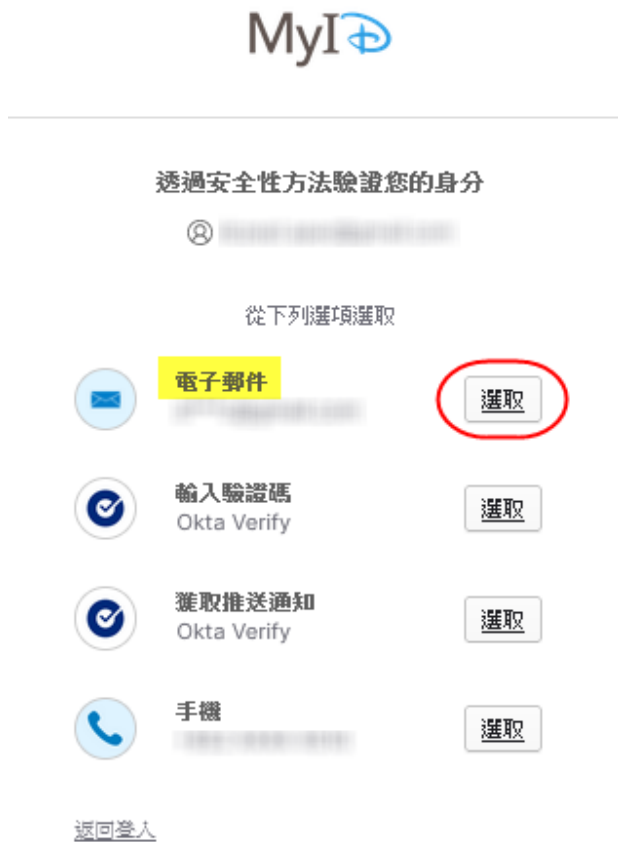 MyID
透過安全性方法驗證您的身分
從下列選項選取
電子郵件
選取
輸入驗證碼
Okta Verify
選取
獲取推送通知
Okta Verify
選取
手機
選取
返回登入